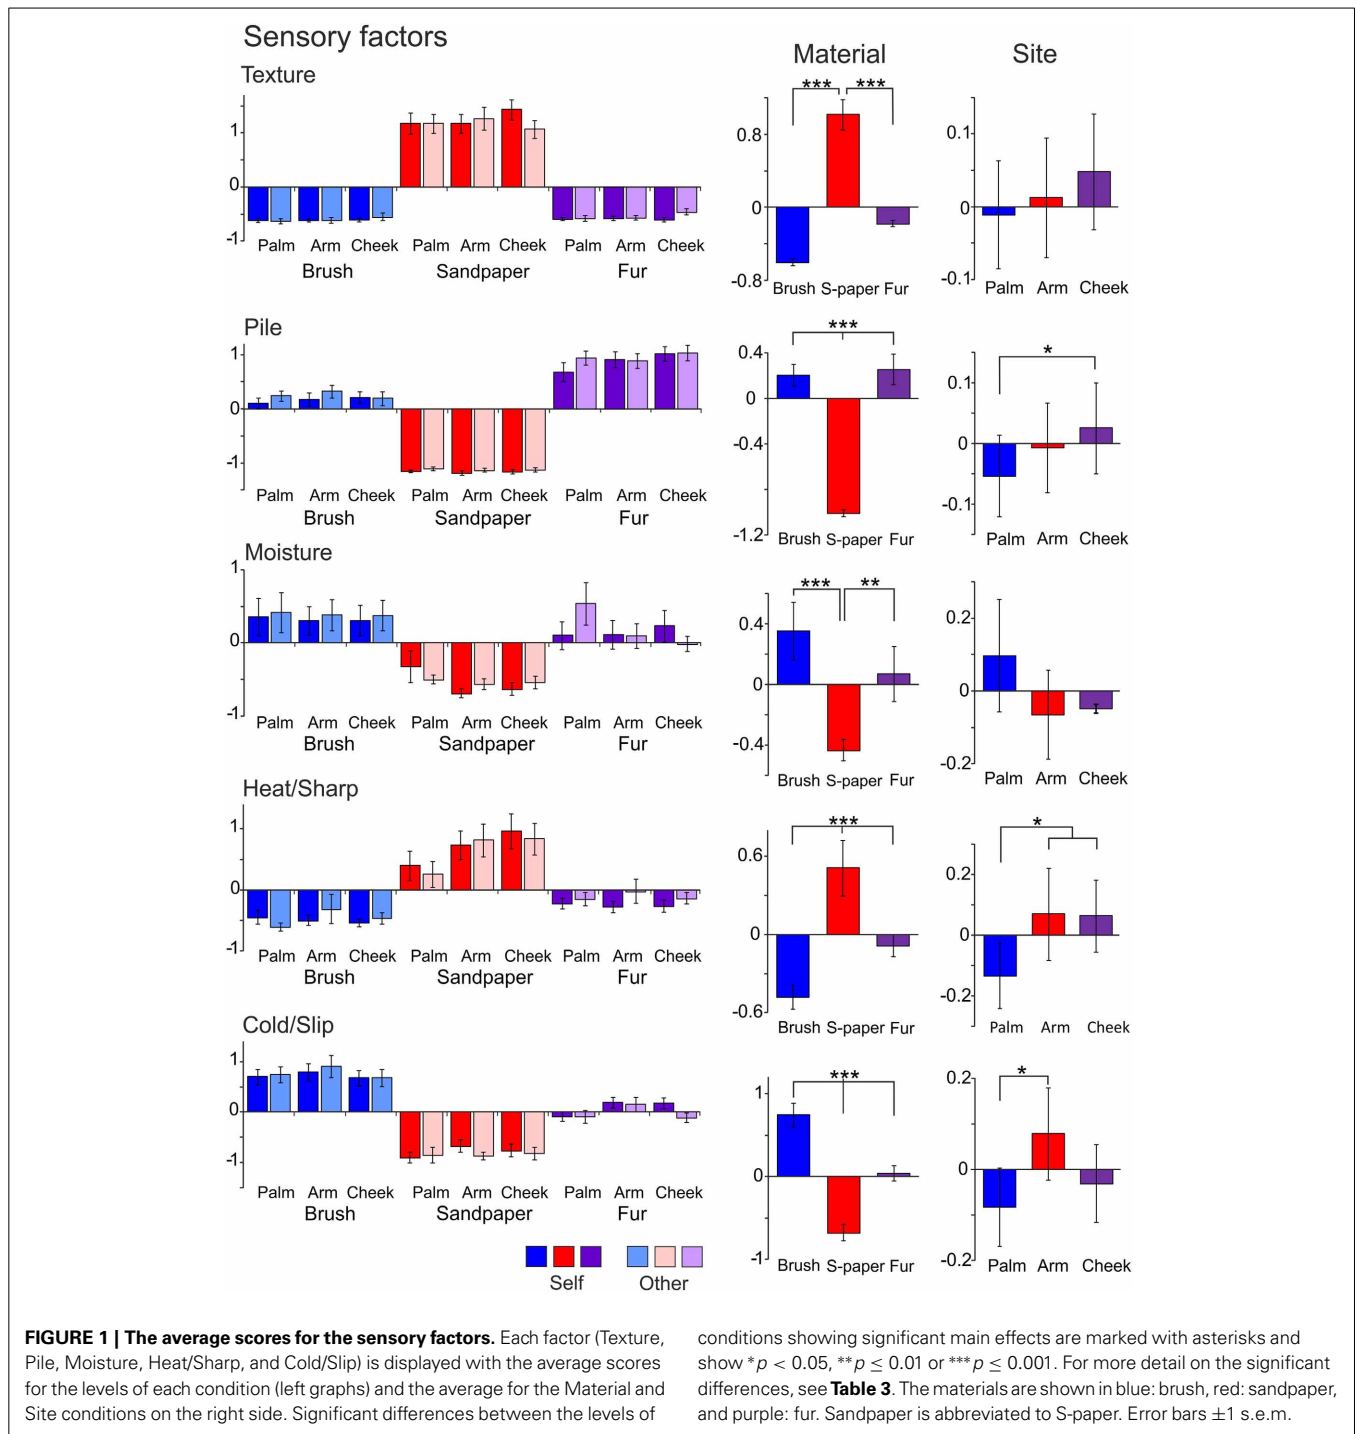 Sensory factors
Material
Site
Texture
1
0
-1
Palm Arm Cheek Palm Arm Cheek Palm Arm Cheek
Brush Sandpaper Fur
*** ***
0.8
0
-0.8
Brush S-paper Fur
0.1
0
-0.1
Palm Arm Cheek
Pile
1
0
-1
Palm Arm Cheek Palm Arm Cheek Palm Arm Cheek
Brush Sandpaper Fur
***
0.4
0
-0.4
-1.2
Brush S-paper Fur
*
0.1
0
-0.1
Palm Arm Cheek
Moisture
1
0
-1
Palm Arm Cheek Palm Arm Cheek Palm Arm Cheek
Brush Sandpaper Fur
*** **
0.4
0
-0.4
Brush S-paper Fur
0.2
0
-0.2
Palm Arm Cheek
Heat/Sharp
1
0
-1
Palm Arm Cheek Palm Arm Cheek Palm Arm Cheek
Brush Sandpaper Fur
***
0.6
0
-0.6
Brush S-paper Fur
*
0.2
0
-0.2
Palm Arm Cheek
Cold/Slip
1
0
-1
Palm Arm Cheek Palm Arm Cheek Palm Arm Cheek
Brush Sandpaper Fur
***
1
0
-1
Brush S-paper Fur
*
0.2
0
-0.2
Palm Arm Cheek
Self Other
FIGURE 1 | The average scores for the sensory factors. Each factor (Texture,
Pile, Moisture, Heat/Sharp, and Cold/Slip) is displayed with the average scores
for the levels of each condition (left graphs) and the average for the Material and
Site conditions on the right side. Significant differences between the levels of
conditions showing significant main effects are marked with asterisks and
show *p < 0.05, **p ≤ 0.01 or ***p ≤ 0.001. For more detail on the significant
differences, see Table 3. The materials are shown in blue: brush, red: sandpaper,
and purple: fur. Sandpaper is abbreviated to S-paper. Error bars ±1 s.e.m.